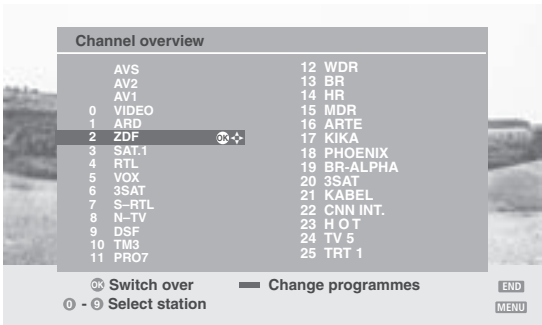 Channel overview
AVS
AV2
AV1
0 VIDEO
1 ARD
2 ZDF OK
3 SAT.1
4 RTL
5 VOX
6 3SAT
7 S–RTL
8 N–TV
9 DSF
10 TM3
11 PRO7
12 WDR
13 BR
14 HR
15 MDR
16 ARTE
17 KIKA
18 PHOENIX
19 BR-ALPHA
20 3SAT
21 KABEL
22 CNN INT.
23 H O T
24 TV 5
25 TRT 1
OK Switch over
Change programmes
END
0 - 9 Select station
MENU